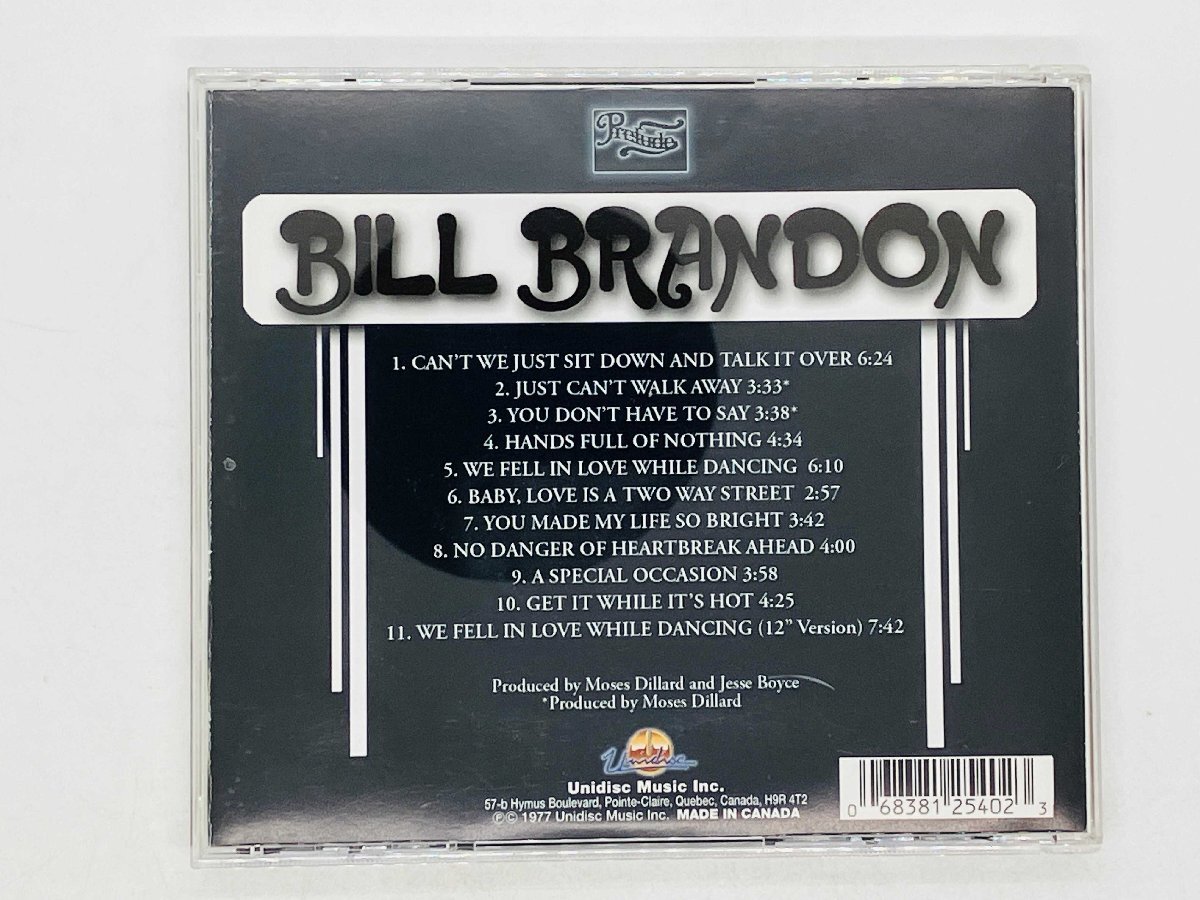 Prelude
BILL BRANDON
1. CAN'T WE JUST SIT DOWN AND TALK IT OVER 6:24
2. JUST CAN'T WALK AWAY 3:33*
3. YOU DON'T HAVE TO SAY 3:38*
4. HANDS FULL OF NOTHING 4:34
5. WE FELL IN LOVE WHILE DANCING 6:10
6. BABY, LOVE IS A TWO WAY STREET 2:57
7. YOU MADE MY LIFE SO BRIGHT 3:42
8. NO DANGER OF HEARTBREAK AHEAD 4:00
9. A SPECIAL OCCASION 3:58
10. GET IT WHILE IT'S HOT 4:25
11. WE FELL IN LOVE WHILE DANCING (12” Version) 7:42
Produced by Moses Dillard and Jesse Boyce
*Produced by Moses Dillard
Unidisc
Unidisc Music Inc.
57-b Hymus Boulevard, Pointe-Claire, Quebec, Canada, H9R 4T2
℗© 1977 Unidisc Music Inc. MADE IN CANADA
0 68381 25402 3